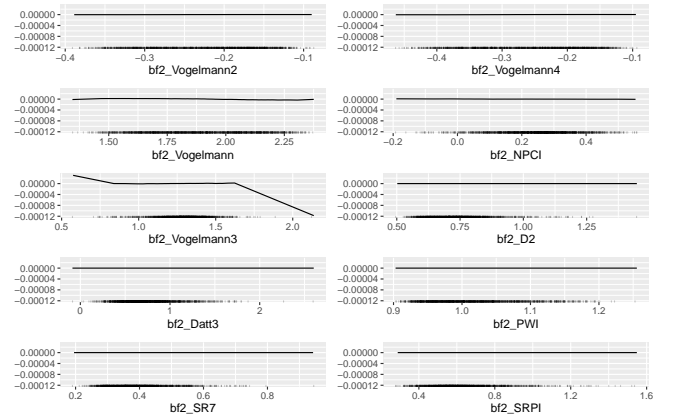 0.00000
−0.00004
−0.00008
−0.00012
−0.4 −0.3 −0.2 −0.1
bf2_Vogelmann2
0.00000
−0.00004
−0.00008
−0.00012
−0.4 −0.3 −0.2 −0.1
bf2_Vogelmann4
0.00000
−0.00004
−0.00008
−0.00012
1.50 1.75 2.00 2.25
bf2_Vogelmann
0.00000
−0.00004
−0.00008
−0.00012
−0.2 0.0 0.2 0.4
bf2_NPCI
0.00000
−0.00004
−0.00008
−0.00012
0.5 1.0 1.5 2.0
bf2_Vogelmann3
0.00000
−0.00004
−0.00008
−0.00012
0.50 0.75 1.00 1.25
bf2_D2
0.00000
−0.00004
−0.00008
−0.00012
0 1 2
bf2_Datt3
0.00000
−0.00004
−0.00008
−0.00012
0.9 1.0 1.1 1.2
bf2_PWI
0.00000
−0.00004
−0.00008
−0.00012
0.2 0.4 0.6 0.8
bf2_SR7
0.00000
−0.00004
−0.00008
−0.00012
0.4 0.8 1.2 1.6
bf2_SRPI